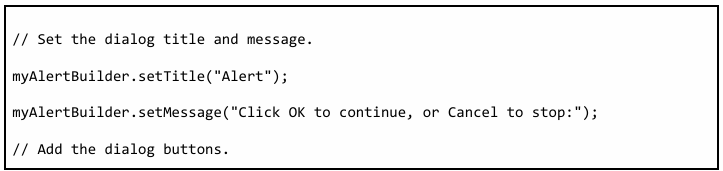 // Set the dialog title and message.
myAlertBuilder.setTitle("Alert");
myAlertBuilder.setMessage("Click OK to continue, or Cancel to stop:");
// Add the dialog buttons.